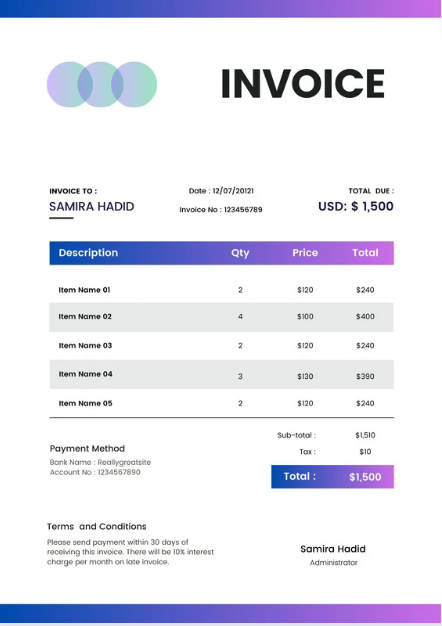 INVOICE
INVOICE TO :
SAMIRA HADID
Date : 12/07/20121
Invoice No : 123456789
TOTAL DUE :
USD: $ 1,500
Description Qty Price Total
Item Name 01 2 $120 $240
Item Name 02 4 $100 $400
Item Name 03 2 $120 $240
Item Name 04 3 $130 $390
Item Name 05 2 $120 $240
Sub-total : $1,510
Tax : $10
Total : $1,500
Payment Method
Bank Name : Reallygreatsite
Account No : 1234567890
Terms and Conditions
Please send payment within 30 days of
receiving this invoice. There will be 10% interest
charge per month on late invoice.
Samira Hadid
Administrator